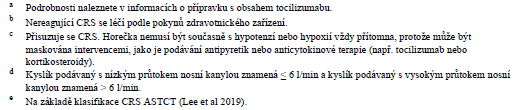 a Podrobnosti naleznete v informacích o přípravku s obsahem tocilizumabu.
b Nereagující CRS se léčí podle pokynů zdravotnického zařízení.
c Přisuzuje se CRS. Horečka nemusí být současně s hypotenzí nebo hypoxií vždy přítomna, protože může být
maskována intervencemi, jako je podávání antipyretik nebo anticytokinové terapie (např. tocilizumab nebo
kortikosteroidy).
d Kyslík podávaný s nízkým průtokem nosní kanylou znamená ≤ 6 l/min a kyslík podávaný s vysokým průtokem nosní
kanylou znamená > 6 l/min.
e Na základě klasifikace CRS ASTCT (Lee et al 2019).